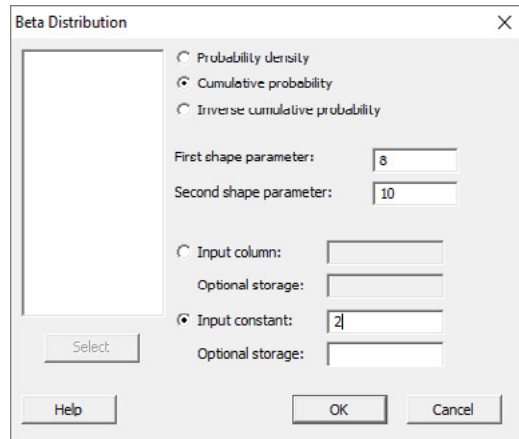 Beta Distribution
Probability density
Cumulative probability
Inverse cumulative probability
First shape parameter: 8
Second shape parameter: 10
Input column:
Optional storage:
Input constant: 2
Optional storage:
Select
Help OK Cancel